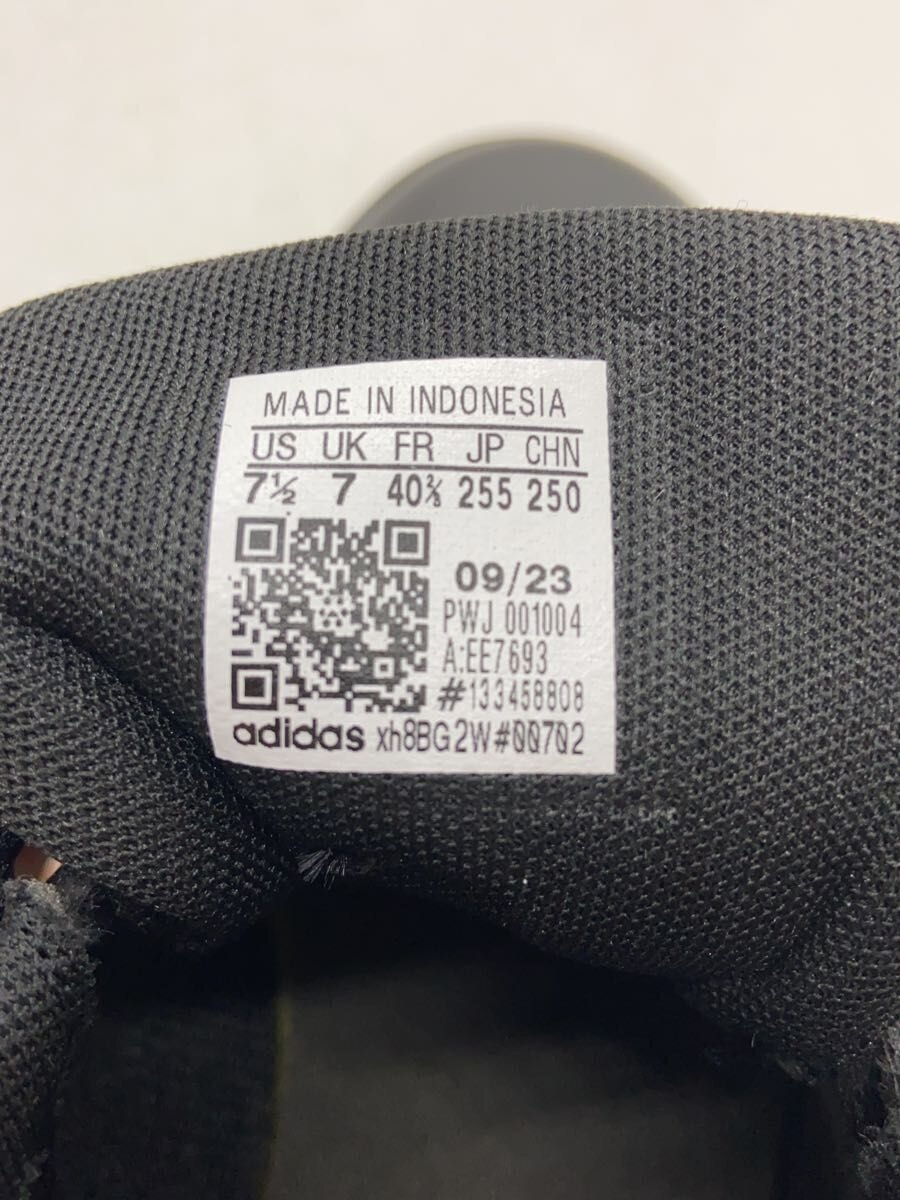 MADE IN INDONESIA
US UK FR JP CHN
7½ 7 40⅔ 255 250
09/23
PWJ 001004
A:EE7693
#133458808
adidas xh8BG2W#00702